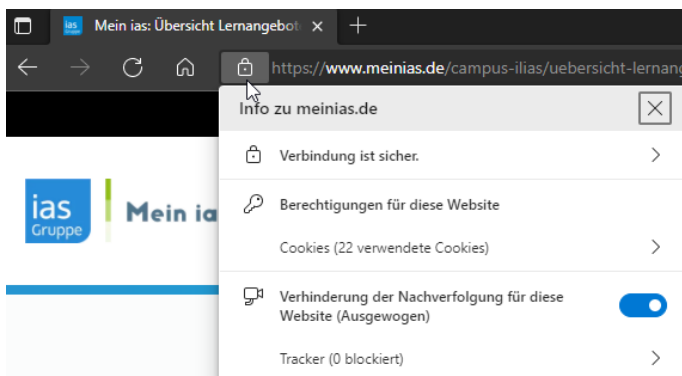 ias
Mein ias: Übersicht Lernangebot
https://www.meinias.de/campus-ilias/uebersicht-lernang
Info zu meinias.de
Verbindung ist sicher.
ias
Gruppe
Mein ia
Berechtigungen für diese Website
Cookies (22 verwendete Cookies)
Verhinderung der Nachverfolgung für diese
Website (Ausgewogen)
Tracker (0 blockiert)